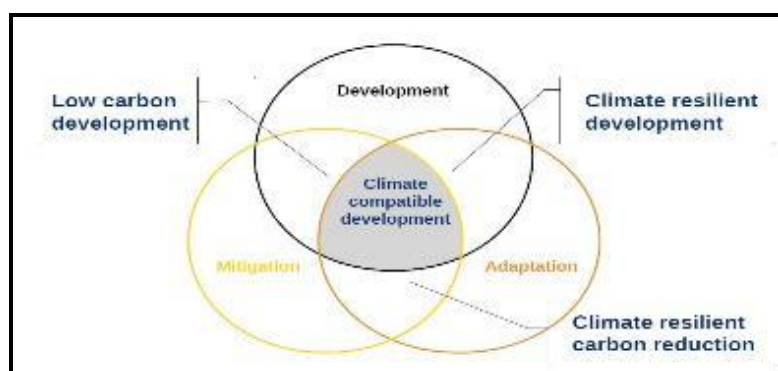 Development
Low carbon
development
Climate resilient
development
Climate
compatible
development
Mitigation
Adaptation
Climate resilient
carbon reduction